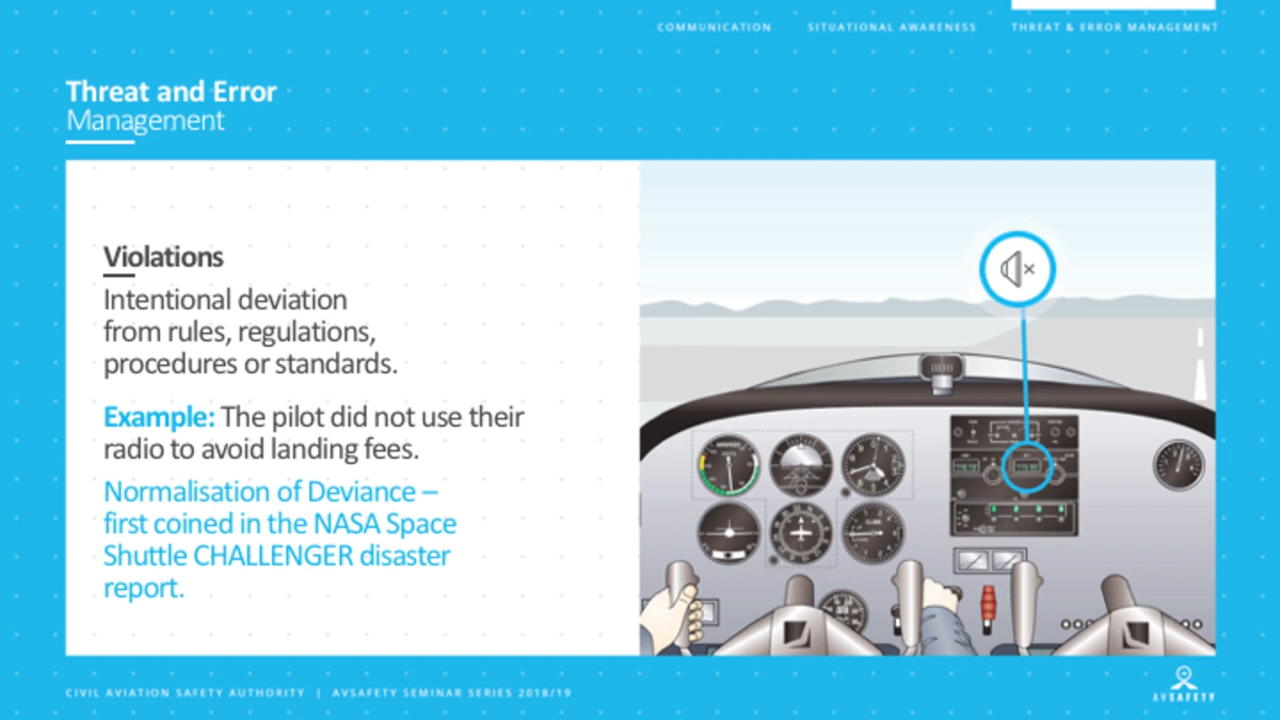 COMMUNICATION
SITUATIONAL AWARENESS
THREAT & ERROR MANAGEMENT
Threat and Error
Management
Violations
Intentional deviation
from rules, regulations,
procedures or standards.
Example: The pilot did not use their
radio to avoid landing fees.
Normalisation of Deviance –
first coined in the NASA Space
Shuttle CHALLENGER disaster
report.
CIVIL AVIATION SAFETY AUTHORITY | AVSAFETY SEMINAR SERIES 2018/19
AVSAFETY